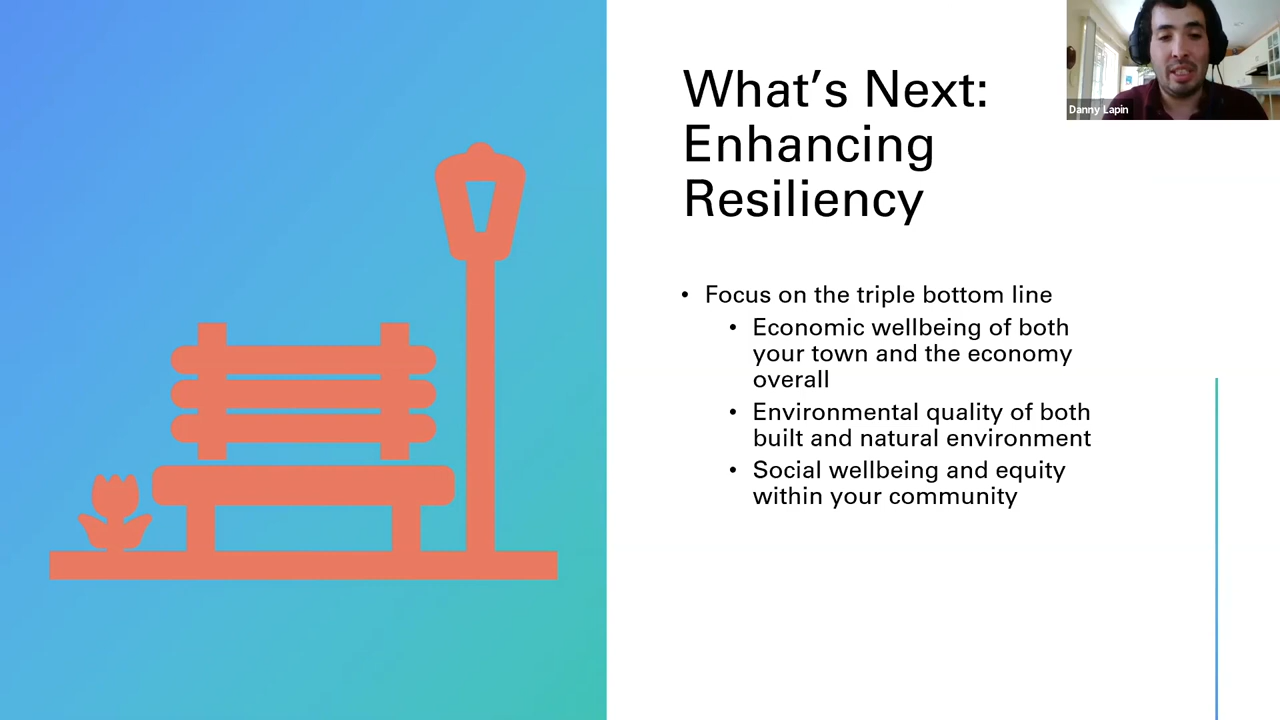 What’s Next:
Enhancing
Resiliency
Danny Lapin
• Focus on the triple bottom line
• Economic wellbeing of both
your town and the economy
overall
• Environmental quality of both
built and natural environment
• Social wellbeing and equity
within your community